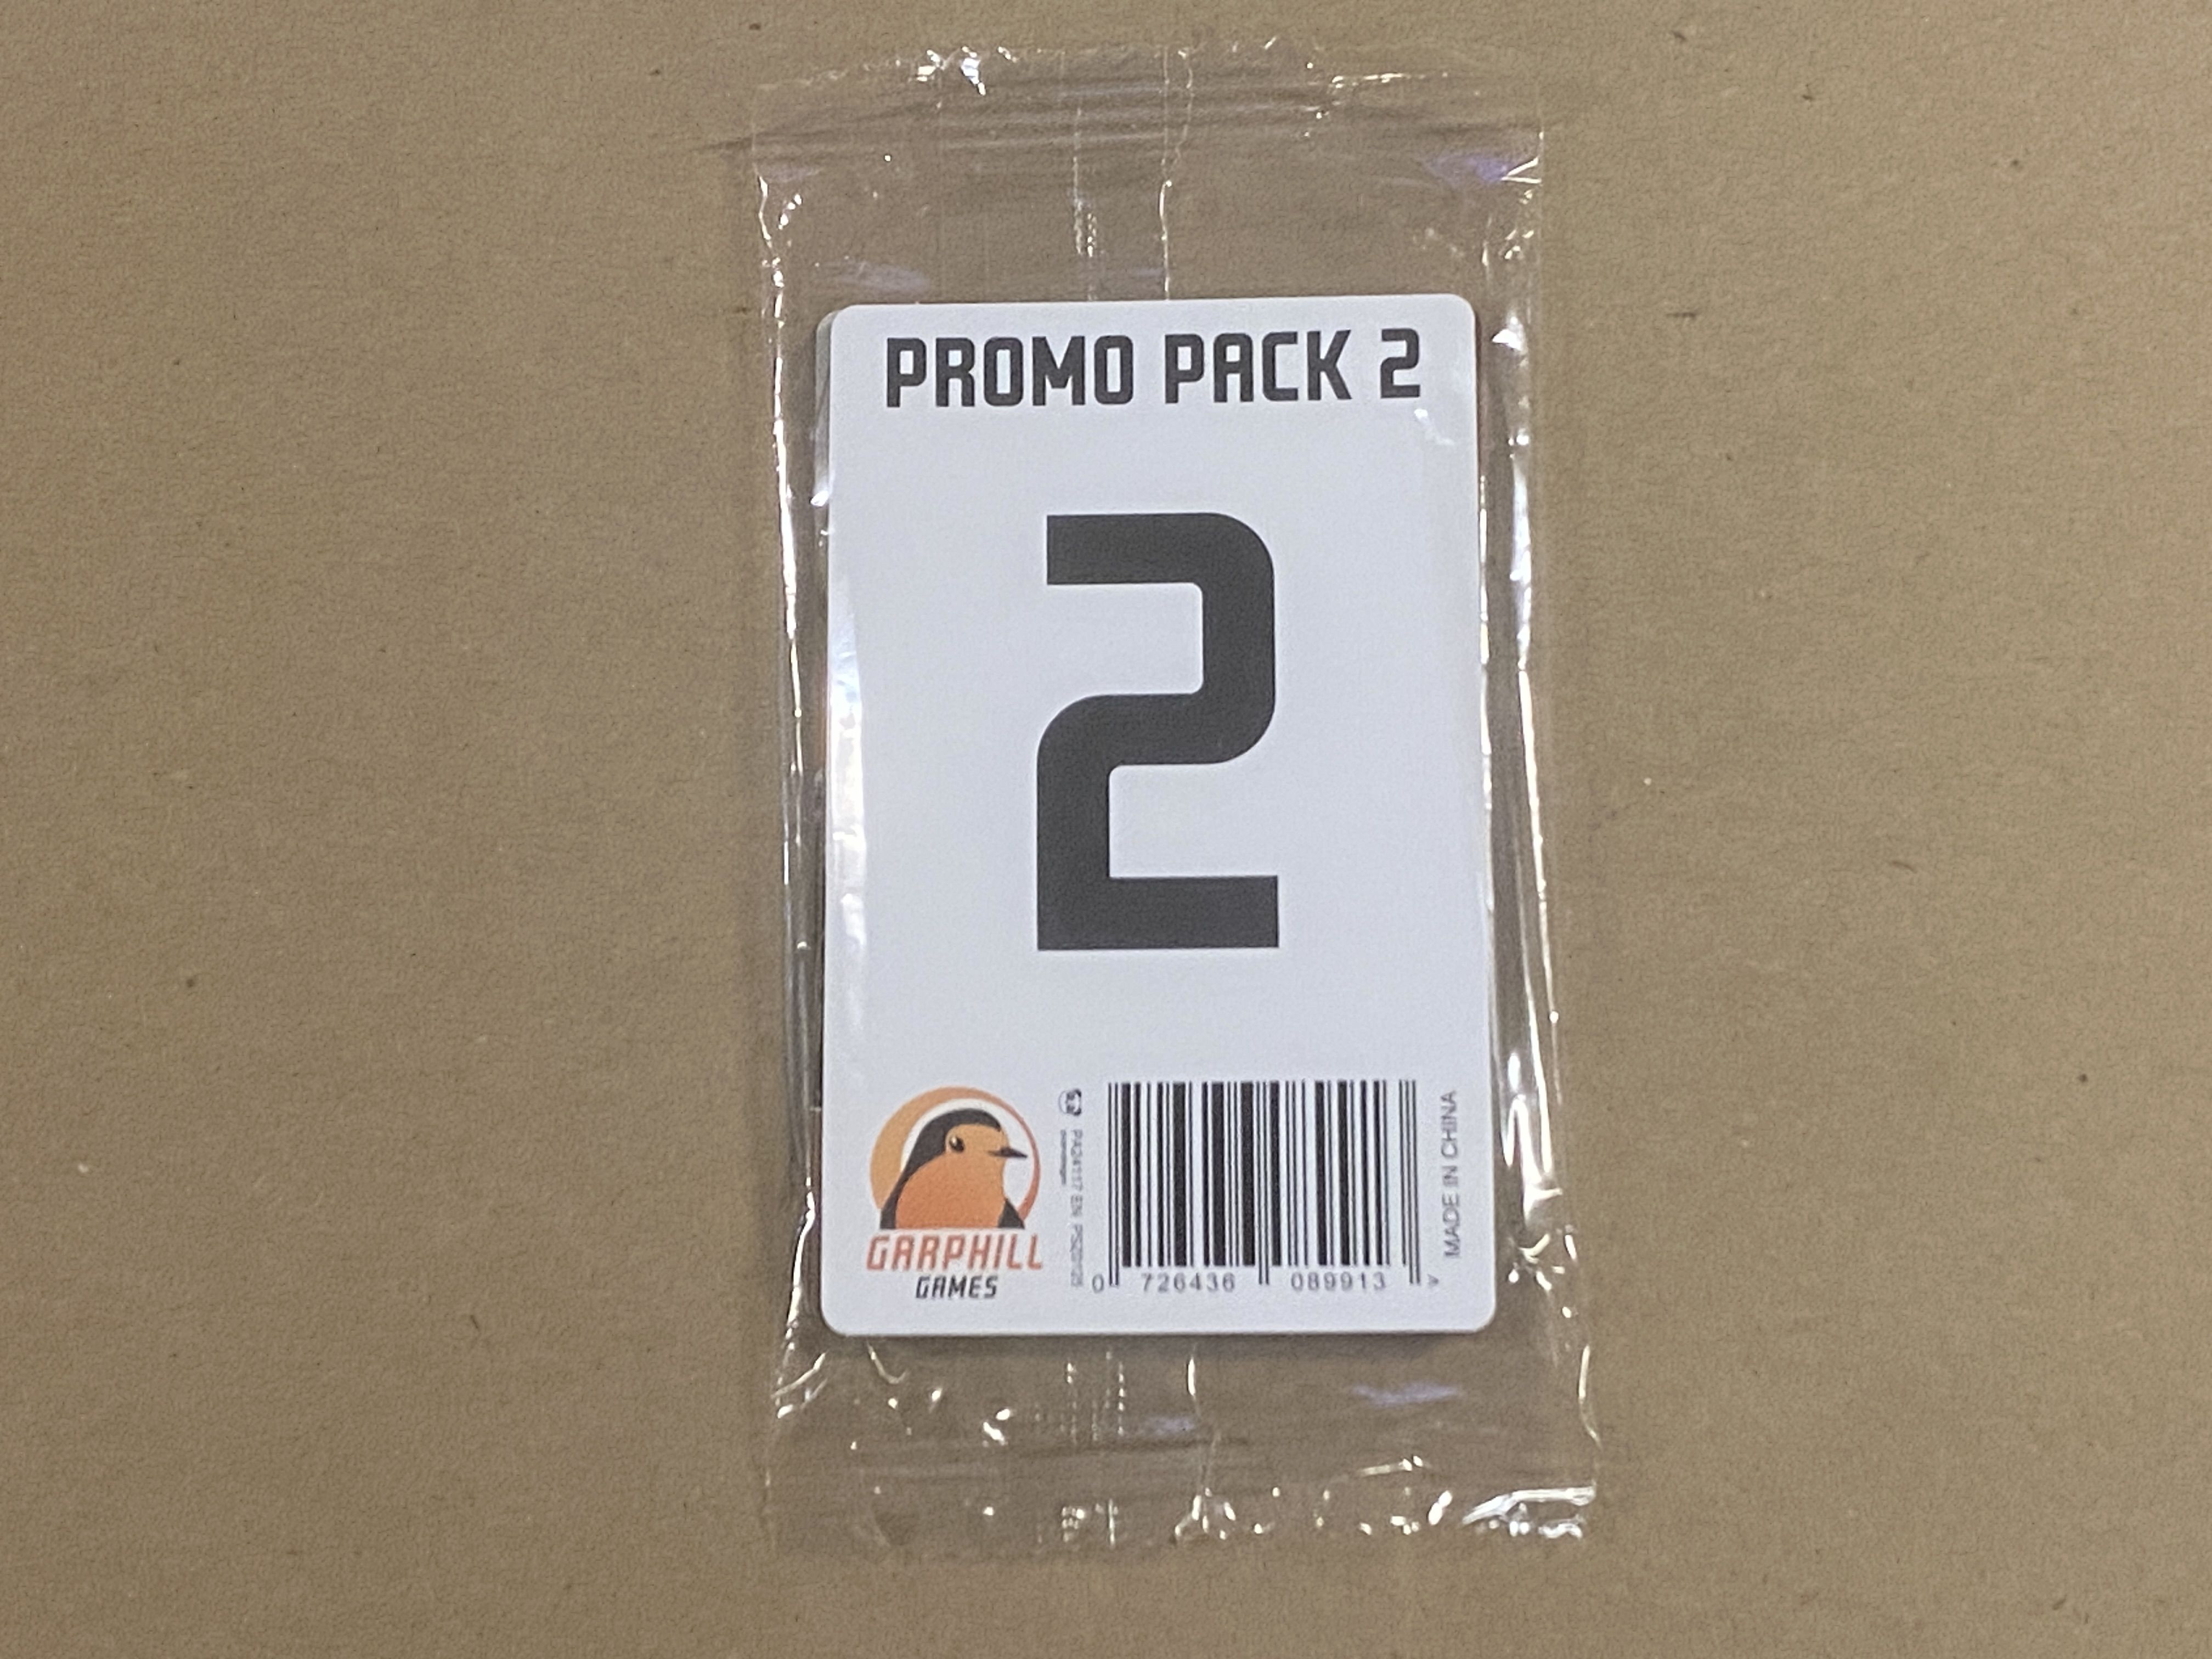 PROMO PACK 2
2
GARPHILL
GAMES
0 726436 089913 >
MADE IN CHINA